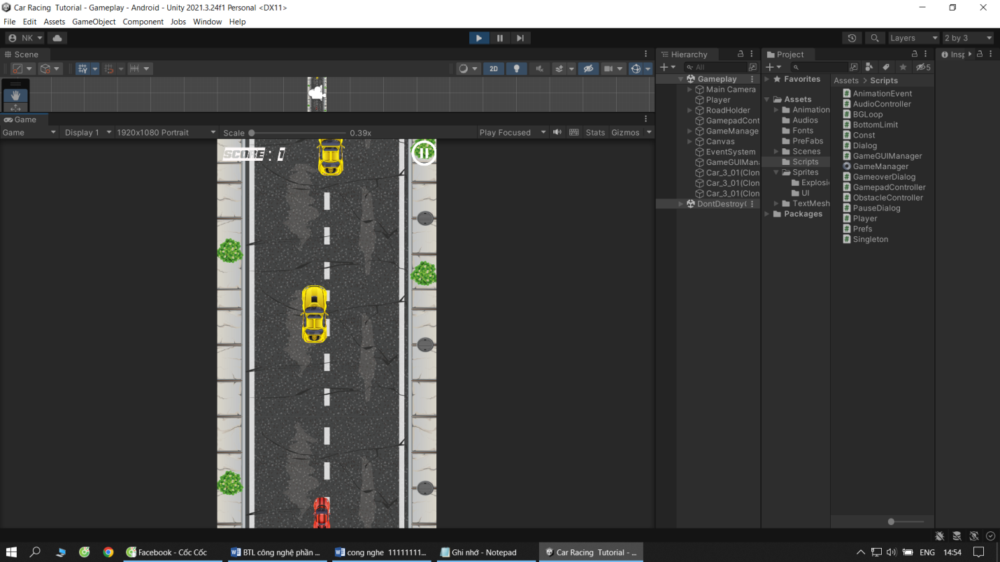 Car Racing  Tutorial - Gameplay - Android - Unity 2021.3.24f1 Personal <DX11>
File Edit Assets GameObject Component Jobs Window Help
NK
Layers
2 by 3
Scene
2D
Game
Game
Display 1
1920x1080 Portrait
Scale
0.39x
Play Focused
Stats
Gizmos
SCORE : 1
Hierarchy
All
Gameplay
Main Camera
Player
RoadHolder
GamepadCont
GameManage
Canvas
EventSystem
GameGUIMana
Car_3_01(Clon
Car_3_01(Clon
Car_3_01(Clon
DontDestroy(
Project
5
Favorites
Assets
Animation
Audios
Fonts
PreFabs
Scenes
Scripts
Sprites
Explosi
UI
TextMesh
Packages
Assets > Scripts
AnimationEvent
AudioController
BGLoop
BottomLimit
Const
Dialog
GameGUIManager
GameManager
GameoverDialog
GamepadController
ObstacleController
PauseDialog
Player
Prefs
Singleton
Insp
Facebook - Cốc Cốc
BTL công nghệ phần ...
cong nghe  11111111...
Ghi nhớ - Notepad
Car Racing  Tutorial - ...
ENG
14:54